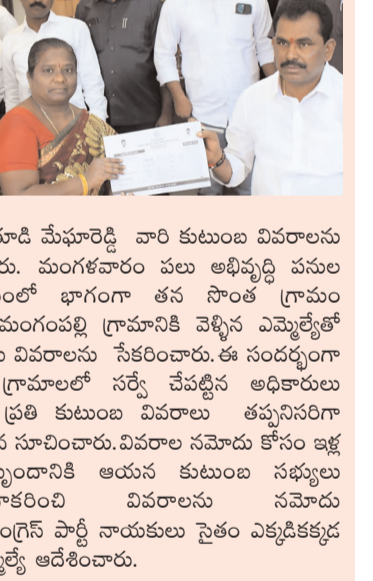 మేఘారెడ్డి వారి కుటుంబ వివరాలను
మంగళవారం పలు అభివృద్ధి పనుల
భాగంగా తన సొంత గ్రామం
మంగంపల్లి గ్రామానికి వెళ్ళిన ఎమ్మెల్యేతో
వివరాలను సేకరించారు. ఈ సందర్భంగా
గ్రామాలలో సర్వే చేపట్టిన అధికారులు
ప్రతి కుటుంబ వివరాలు తప్పనిసరిగా
సూచించారు. వివరాల నమోదు కోసం ఇళ్ల
బృందానికి ఆయన కుటుంబ సభ్యులు
వివరాలను నమోదు
పార్టీ నాయకులు సైతం ఎక్కడికక్కడ
ఆదేశించారు.